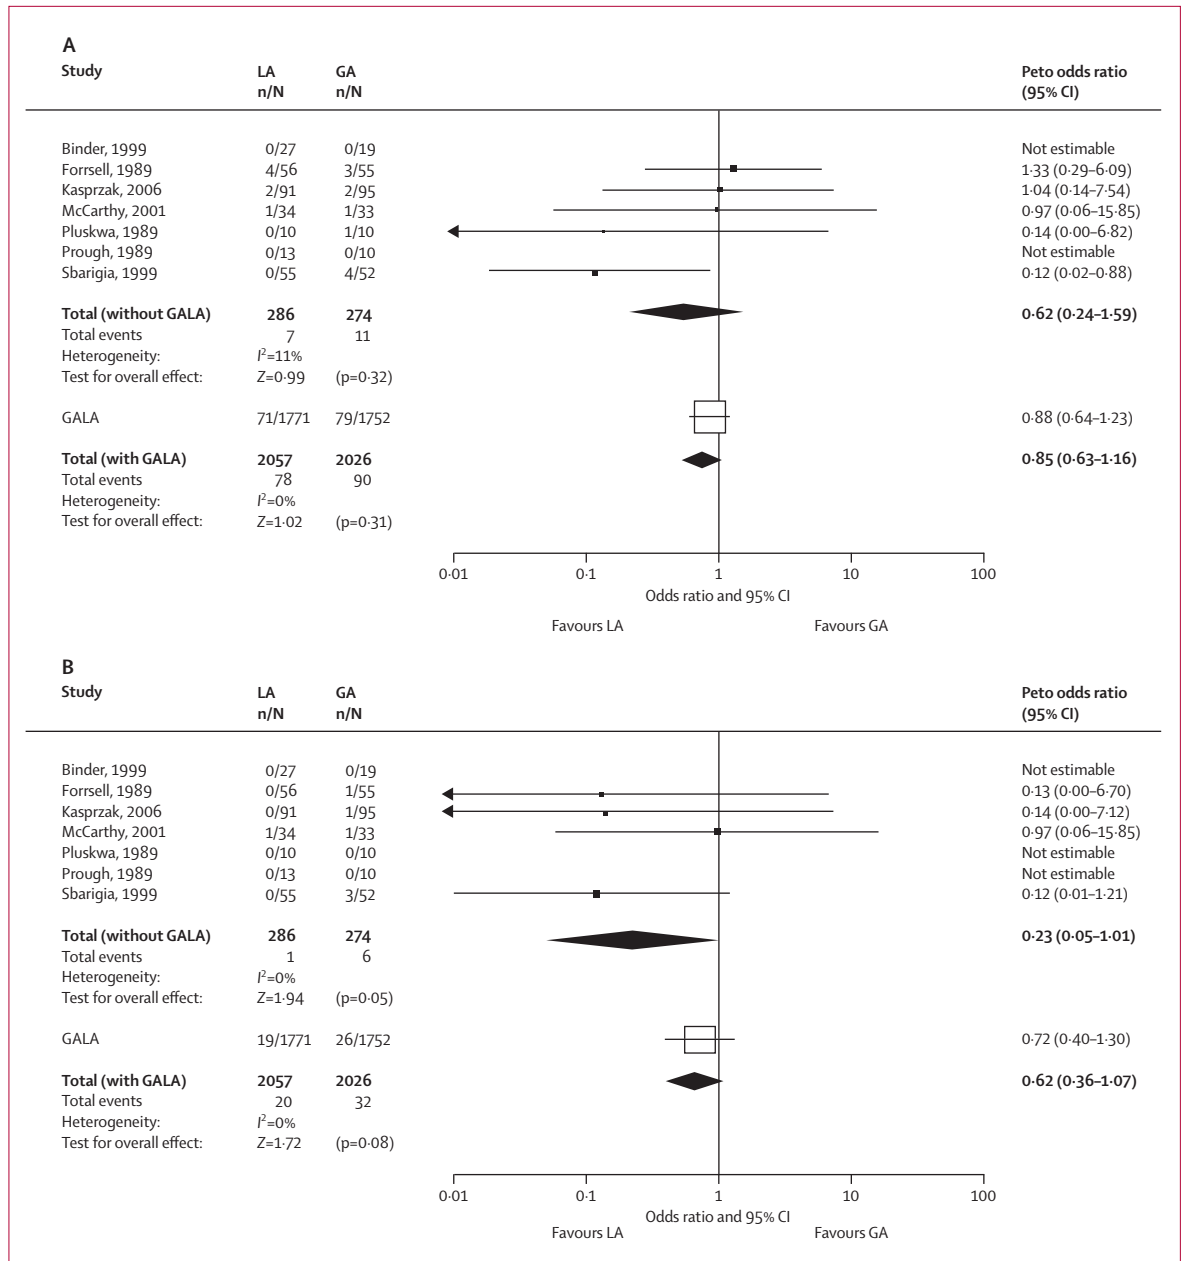 A
Study LA GA Peto odds ratio
n/N n/N (95% CI)
Binder, 1999 0/27 0/19 Not estimable
Forrsell, 1989 4/56 3/55 1·33 (0·29–6·09)
Kasprzak, 2006 2/91 2/95 1·04 (0·14–7·54)
McCarthy, 2001 1/34 1/33 0·97 (0·06–15·85)
Pluskwa, 1989 0/10 1/10 0·14 (0·00–6·82)
Prough, 1989 0/13 0/10 Not estimable
Sbarigia, 1999 0/55 4/52 0·12 (0·02–0·88)
Total (without GALA) 286 274 0·62 (0·24–1·59)
Total events 7 11
Heterogeneity: I²=11%
Test for overall effect: Z=0·99 (p=0·32)
GALA 71/1771 79/1752 0·88 (0·64–1·23)
Total (with GALA) 2057 2026 0·85 (0·63–1·16)
Total events 78 90
Heterogeneity: I²=0%
Test for overall effect: Z=1·02 (p=0·31)
0·01 0·1 1 10 100
Odds ratio and 95% CI
Favours LA Favours GA
B
Study LA GA Peto odds ratio
n/N n/N (95% CI)
Binder, 1999 0/27 0/19 Not estimable
Forrsell, 1989 0/56 1/55 0·13 (0·00–6·70)
Kasprzak, 2006 0/91 1/95 0·14 (0·00–7·12)
McCarthy, 2001 1/34 1/33 0·97 (0·06–15·85)
Pluskwa, 1989 0/10 0/10 Not estimable
Prough, 1989 0/13 0/10 Not estimable
Sbarigia, 1999 0/55 3/52 0·12 (0·01–1·21)
Total (without GALA) 286 274 0·23 (0·05–1·01)
Total events 1 6
Heterogeneity: I²=0%
Test for overall effect: Z=1·94 (p=0·05)
GALA 19/1771 26/1752 0·72 (0·40–1·30)
Total (with GALA) 2057 2026 0·62 (0·36–1·07)
Total events 20 32
Heterogeneity: I²=0%
Test for overall effect: Z=1·72 (p=0·08)
0·01 0·1 1 10 100
Odds ratio and 95% CI
Favours LA Favours GA